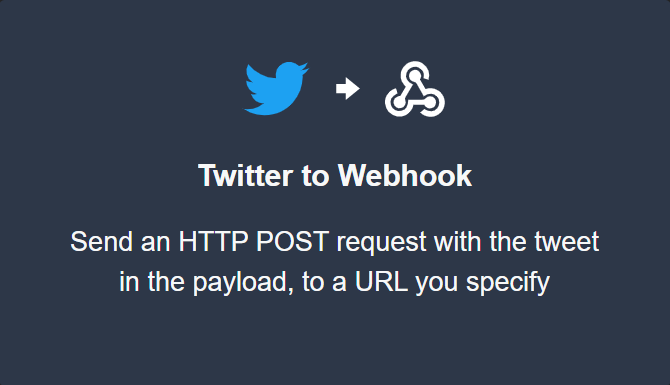 Twitter to Webhook
Send an HTTP POST request with the tweet
in the payload, to a URL you specify